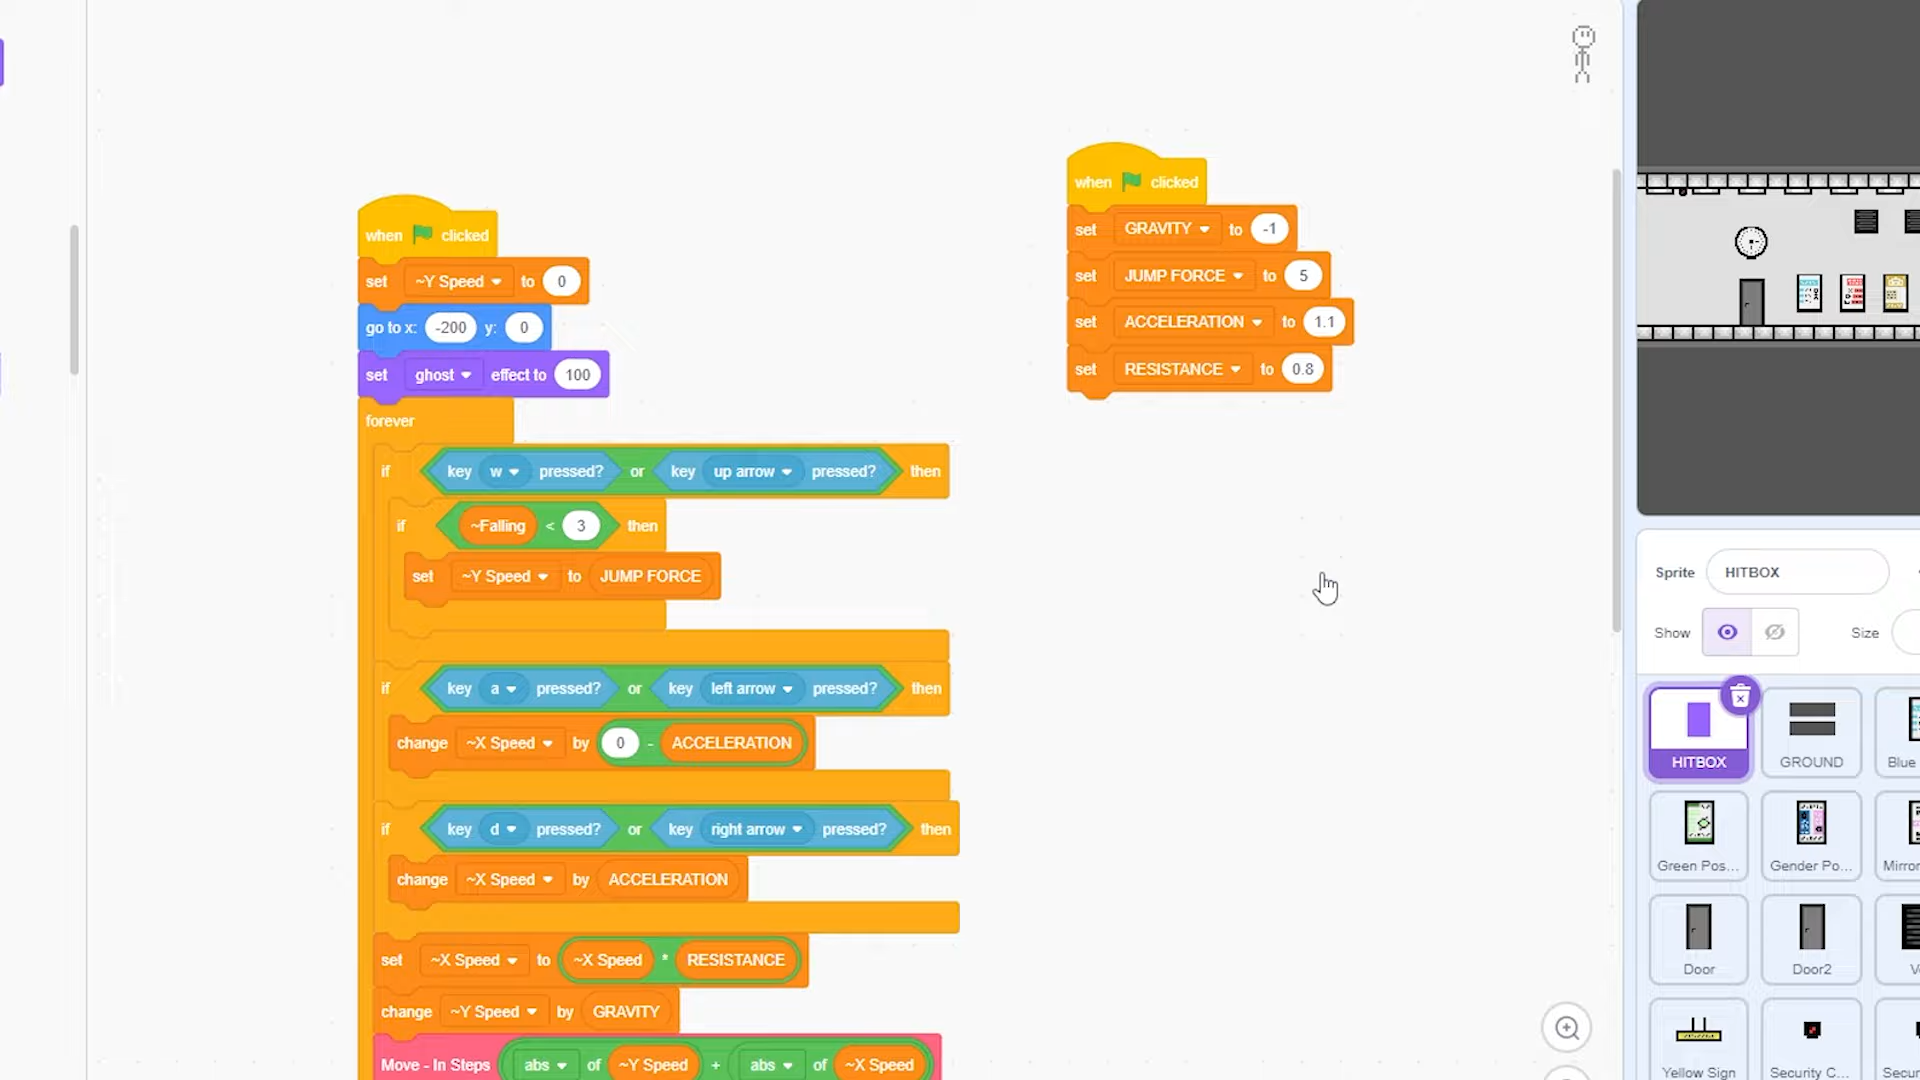 when clicked
set ~Y Speed to 0
go to x: -200 y: 0
set ghost effect to 100
forever
if key w pressed? or key up arrow pressed? then
if ~Falling < 3 then
set ~Y Speed to JUMP FORCE
if key a pressed? or key left arrow pressed? then
change ~X Speed by 0 - ACCELERATION
if key d pressed? or key right arrow pressed? then
change ~X Speed by ACCELERATION
set ~X Speed to ~X Speed * RESISTANCE
change ~Y Speed by GRAVITY
Move - In Steps abs of ~Y Speed + abs of ~X Speed
when clicked
set GRAVITY to -1
set JUMP FORCE to 5
set ACCELERATION to 1.1
set RESISTANCE to 0.8
Sprite HITBOX
Show Size
HITBOX GROUND Blue
Green Pos... Gender Po... Mirror
Door Door2
Yellow Sign Security C... Secur